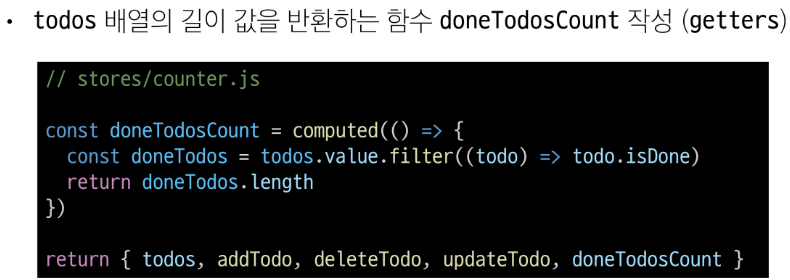 • todos 배열의 길이 값을 반환하는 함수 doneTodosCount 작성 (getters)
// stores/counter.js
const doneTodosCount = computed(() => {
  const doneTodos = todos.value.filter((todo) => todo.isDone)
  return doneTodos.length
})
return { todos, addTodo, deleteTodo, updateTodo, doneTodosCount }